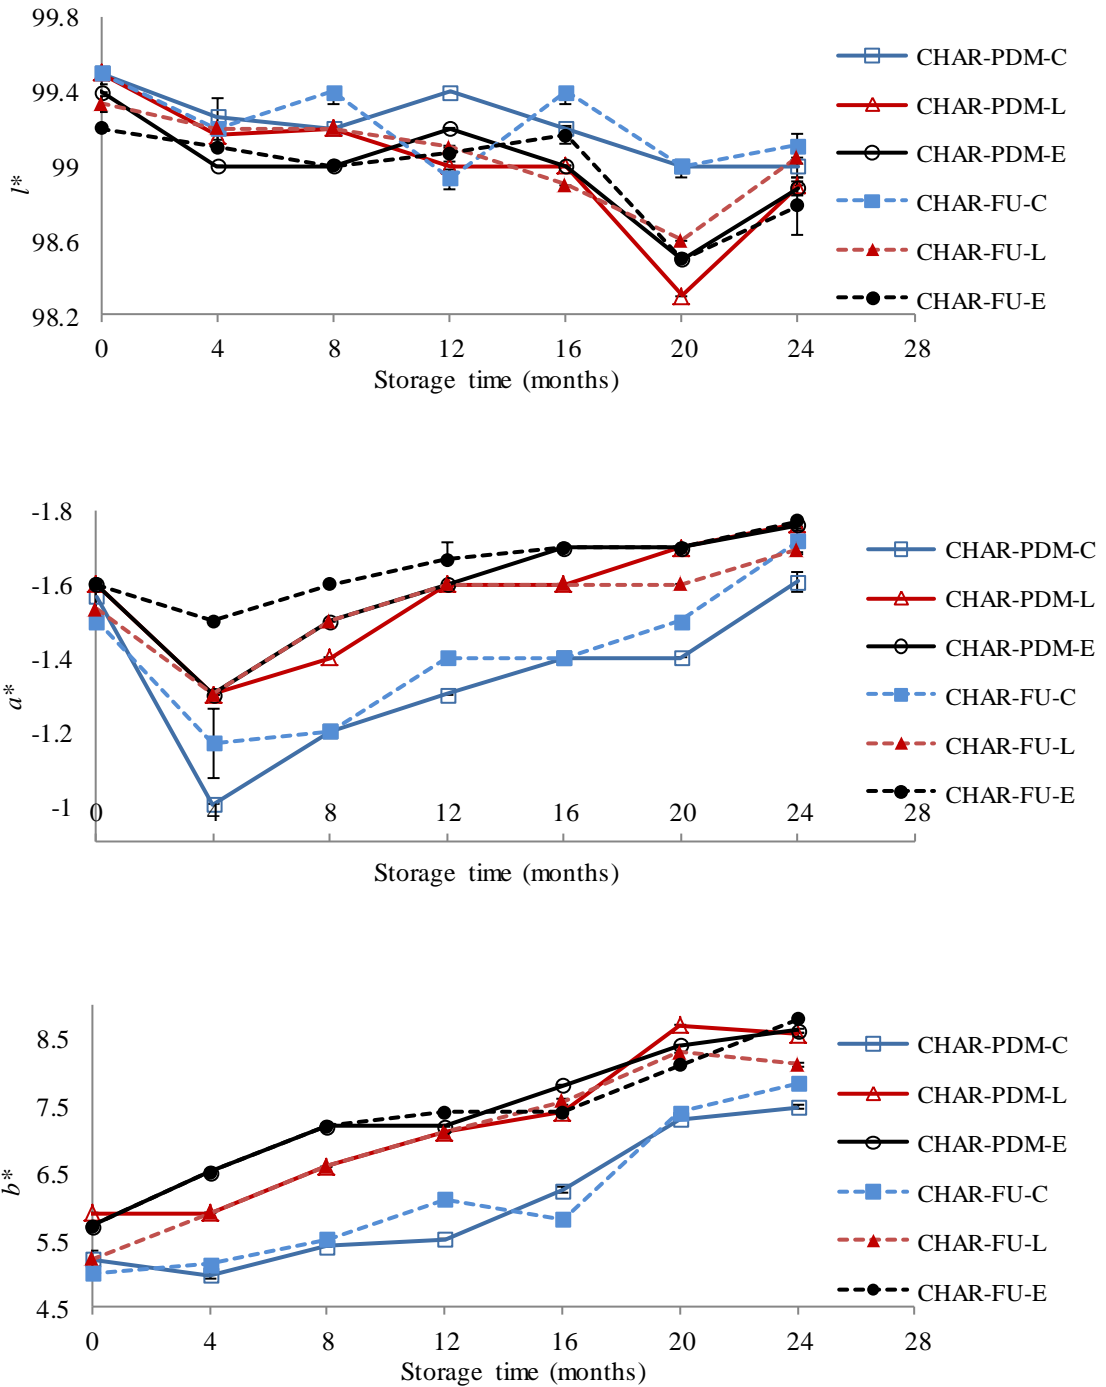 99.8
99.4
99
98.6
98.2
l*
0 4 8 12 16 20 24 28
Storage time (months)
CHAR-PDM-C
CHAR-PDM-L
CHAR-PDM-E
CHAR-FU-C
CHAR-FU-L
CHAR-FU-E
-1.8
-1.6
-1.4
-1.2
-1
a*
0 4 8 12 16 20 24 28
Storage time (months)
CHAR-PDM-C
CHAR-PDM-L
CHAR-PDM-E
CHAR-FU-C
CHAR-FU-L
CHAR-FU-E
8.5
7.5
6.5
5.5
4.5
b*
0 4 8 12 16 20 24 28
Storage time (months)
CHAR-PDM-C
CHAR-PDM-L
CHAR-PDM-E
CHAR-FU-C
CHAR-FU-L
CHAR-FU-E